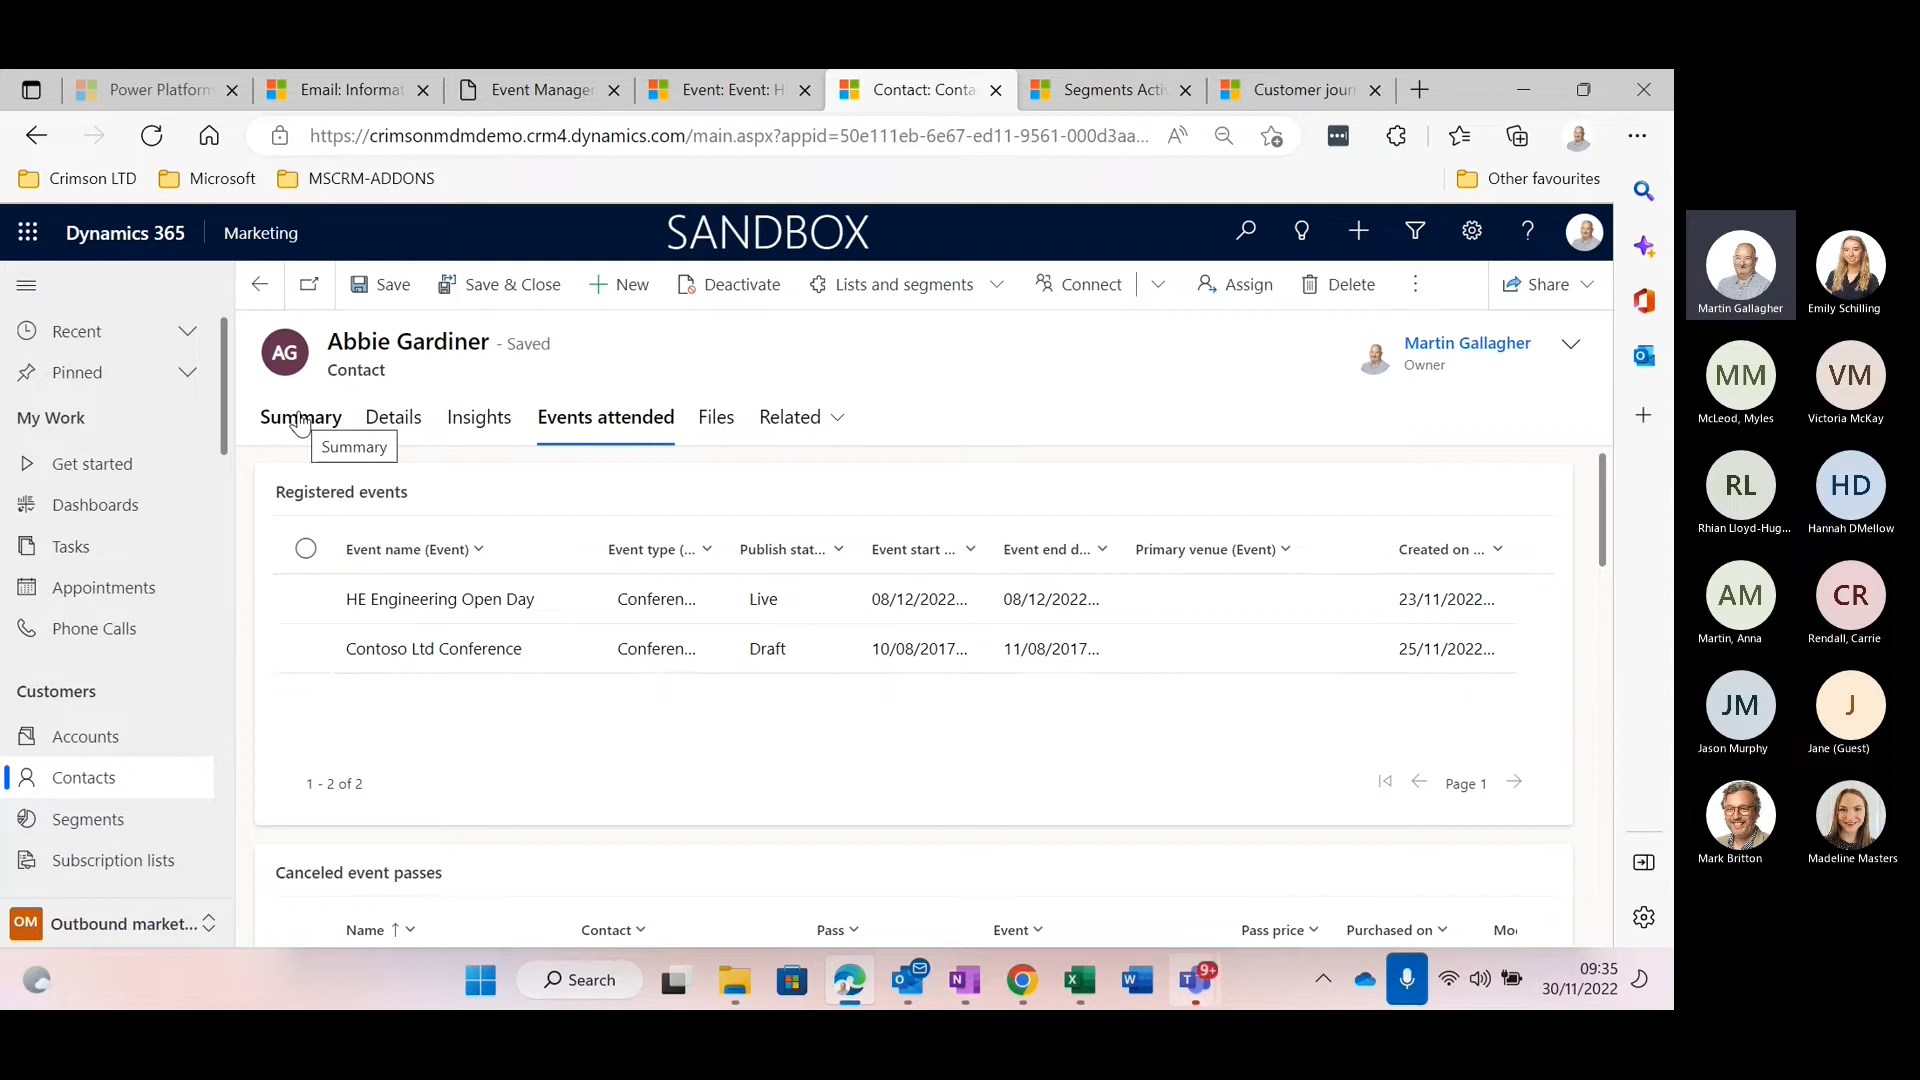 Power Platform
Email: Informat
Event Manage
Event: Event: H
Contact: Conta
Segments Acti
Customer jour
https://crimsonmdmdemo.crm4.dynamics.com/main.aspx?appid=50e111eb-6e67-ed11-9561-000d3aa...
Crimson LTD
Microsoft
MSCRM-ADDONS
Other favourites
Dynamics 365
Marketing
SANDBOX
Save
Save & Close
New
Deactivate
Lists and segments
Connect
Assign
Delete
Share
Recent
Pinned
My Work
Get started
Dashboards
Tasks
Appointments
Phone Calls
Customers
Accounts
Contacts
Segments
Subscription lists
OM Outbound market...
AG
Abbie Gardiner - Saved
Contact
Martin Gallagher
Owner
Summary Details Insights Events attended Files Related
Summary
Registered events
Event name (Event) Event type (... Publish stat... Event start ... Event end d... Primary venue (Event) Created on ...
HE Engineering Open Day Conferen... Live 08/12/2022... 08/12/2022... 23/11/2022...
Contoso Ltd Conference Conferen... Draft 10/08/2017... 11/08/2017... 25/11/2022...
1 - 2 of 2
Page 1
Canceled event passes
Name ↑ Contact Pass Event Pass price Purchased on Mo
Search
9+
09:35
30/11/2022
Martin Gallagher
Emily Schilling
MM
McLeod, Myles
VM
Victoria McKay
RL
Rhian Lloyd-Hug...
HD
Hannah DMellow
AM
Martin, Anna
CR
Rendall, Carrie
JM
Jason Murphy
J
Jane (Guest)
Mark Britton
Madeline Masters